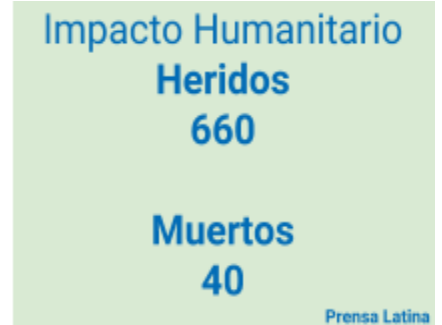 Impacto Humanitario
Heridos
660
Muertos
40
Prensa Latina